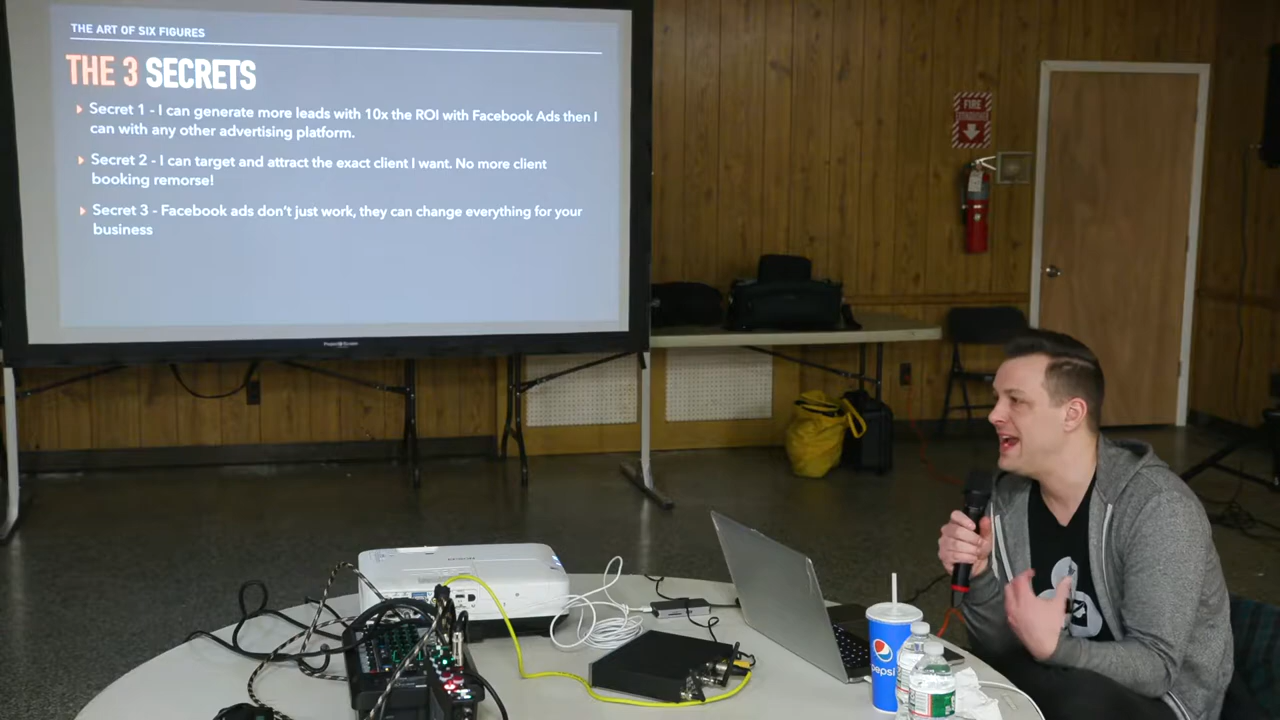 THE ART OF SIX FIGURES
THE 3 SECRETS
Secret 1 - I can generate more leads with 10x the ROI with Facebook Ads then I
can with any other advertising platform.
Secret 2 - I can target and attract the exact client I want. No more client
booking remorse!
Secret 3 - Facebook ads don't just work, they can change everything for your
business
FIRE
EPSON
pepsi